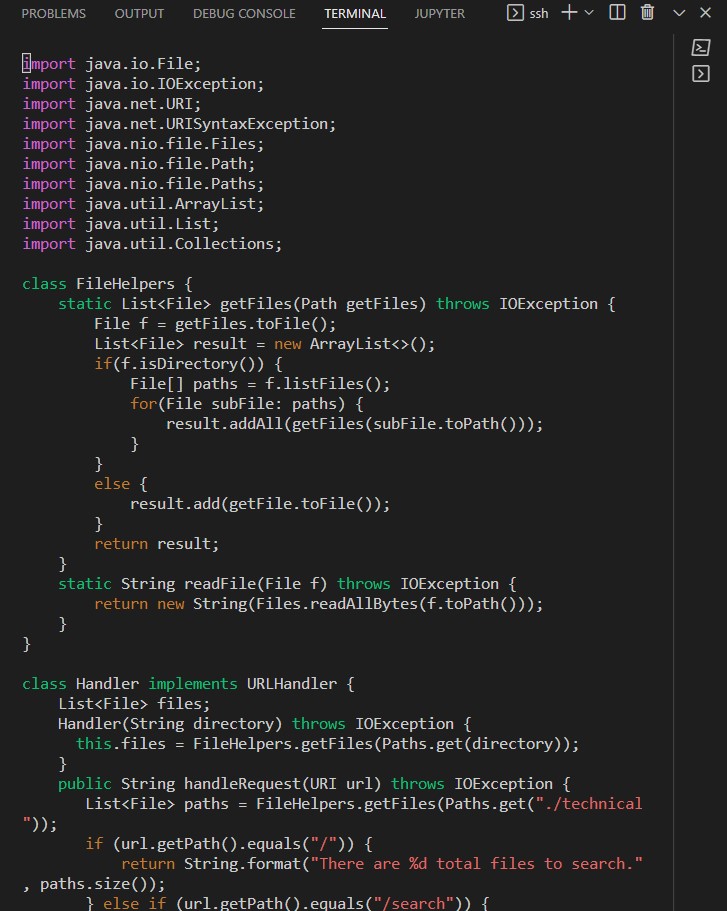 PROBLEMS OUTPUT DEBUG CONSOLE TERMINAL JUPYTER ssh
import java.io.File;
import java.io.IOException;
import java.net.URI;
import java.net.URISyntaxException;
import java.nio.file.Files;
import java.nio.file.Path;
import java.nio.file.Paths;
import java.util.ArrayList;
import java.util.List;
import java.util.Collections;
class FileHelpers {
    static List<File> getFiles(Path getFiles) throws IOException {
        File f = getFiles.toFile();
        List<File> result = new ArrayList<>();
        if(f.isDirectory()) {
            File[] paths = f.listFiles();
            for(File subFile: paths) {
                result.addAll(getFiles(subFile.toPath()));
            }
        }
        else {
            result.add(getFile.toFile());
        }
        return result;
    }
    static String readFile(File f) throws IOException {
        return new String(Files.readAllBytes(f.toPath()));
    }
}
class Handler implements URLHandler {
    List<File> files;
    Handler(String directory) throws IOException {
      this.files = FileHelpers.getFiles(Paths.get(directory));
    }
    public String handleRequest(URI url) throws IOException {
       List<File> paths = FileHelpers.getFiles(Paths.get("./technical
"));
       if (url.getPath().equals("/")) {
           return String.format("There are %d total files to search."
, paths.size());
       } else if (url.getPath().equals("/search")) {